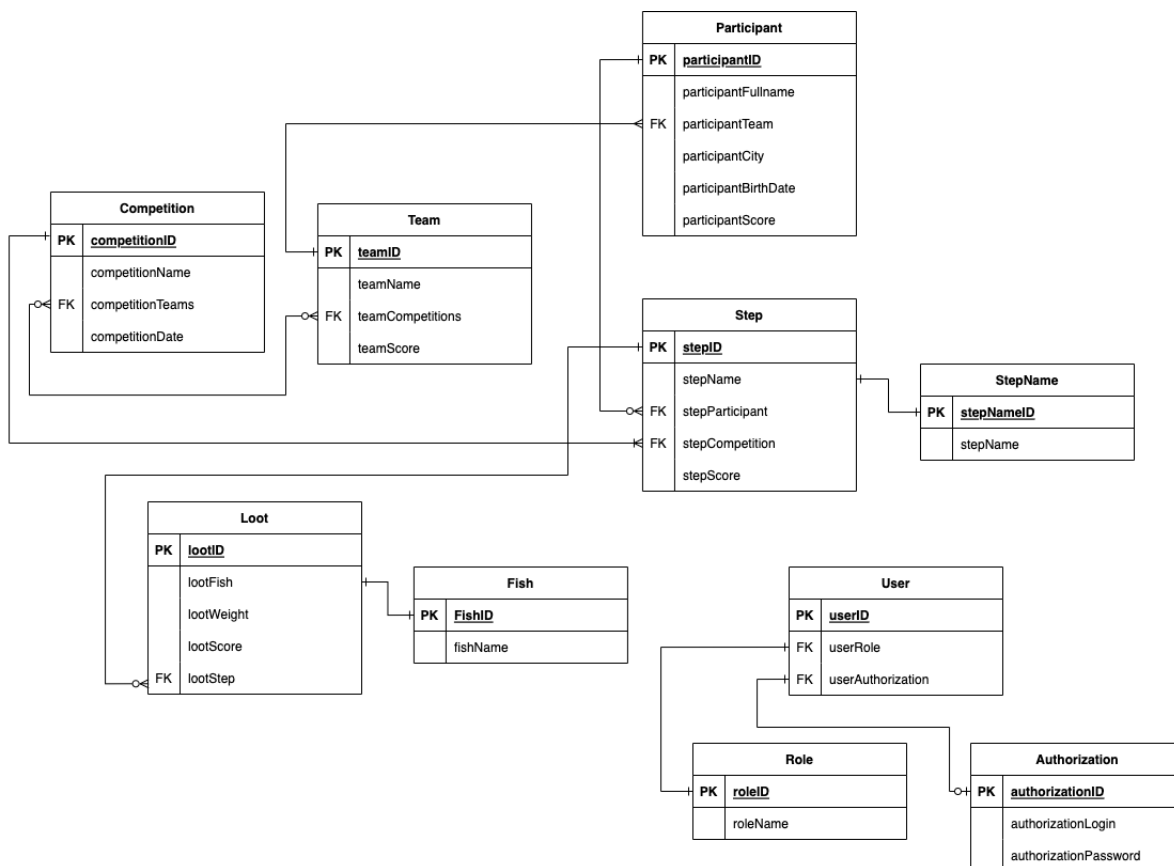 Participant
PK participantID
participantFullname
FK participantTeam
participantCity
participantBirthDate
participantScore
Competition
PK competitionID
competitionName
FK competitionTeams
competitionDate
Team
PK teamID
teamName
FK teamCompetitions
teamScore
Step
PK stepID
stepName
FK stepParticipant
FK stepCompetition
stepScore
StepName
PK stepNameID
stepName
Loot
PK lootID
lootFish
lootWeight
lootScore
FK lootStep
Fish
PK FishID
fishName
User
PK userID
FK userRole
FK userAuthorization
Role
PK roleID
roleName
Authorization
PK authorizationID
authorizationLogin
authorizationPassword